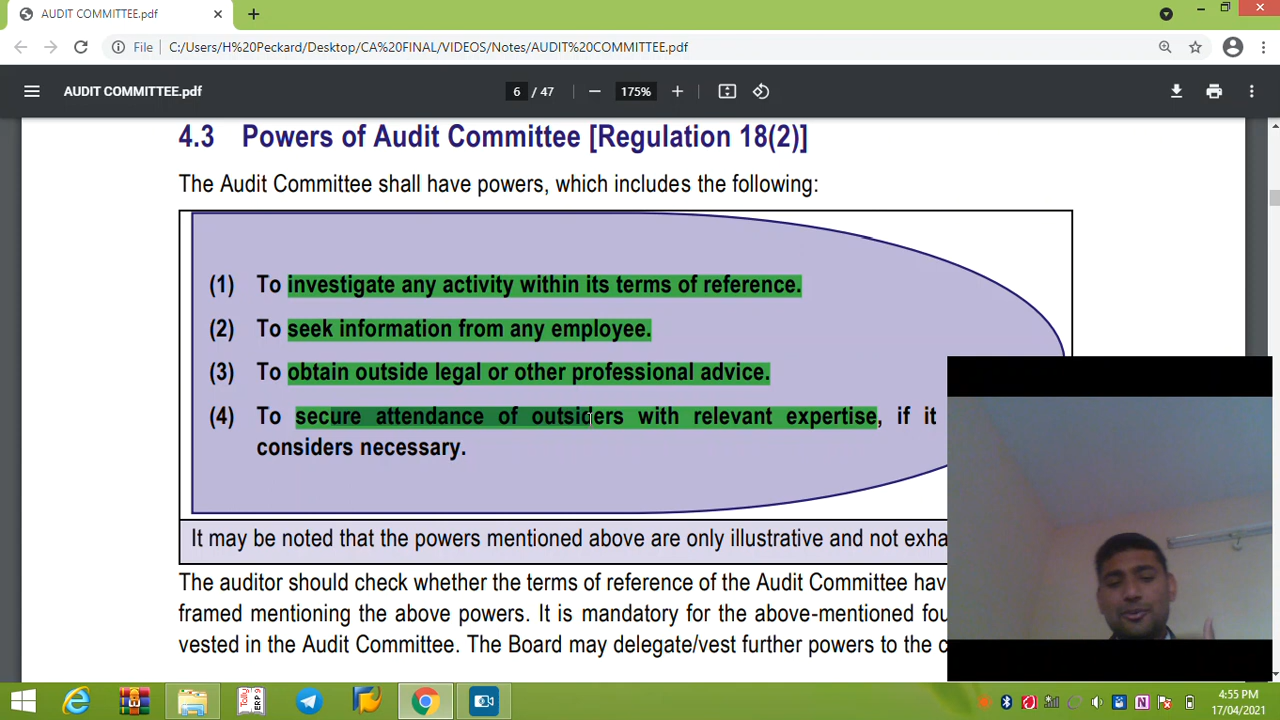 AUDIT COMMITTEE.pdf
File C:/Users/H%20Peckard/Desktop/CA%20FINAL/VIDEOS/Notes/AUDIT%20COMMITTEE.pdf
AUDIT COMMITTEE.pdf 6 / 47 175%
4.3 Powers of Audit Committee [Regulation 18(2)]
The Audit Committee shall have powers, which includes the following:
(1) To investigate any activity within its terms of reference.
(2) To seek information from any employee.
(3) To obtain outside legal or other professional advice.
(4) To secure attendance of outsiders with relevant expertise, if it
considers necessary.
It may be noted that the powers mentioned above are only illustrative and not exha
The auditor should check whether the terms of reference of the Audit Committee hav
framed mentioning the above powers. It is mandatory for the above-mentioned fou
vested in the Audit Committee. The Board may delegate/vest further powers to the c
Tally
ERP 9
4:55 PM
17/04/2021